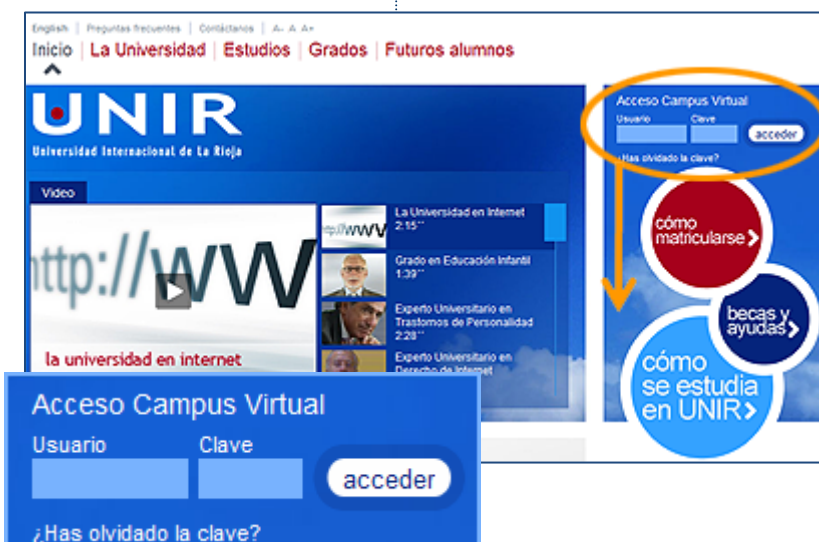 English | Preguntas frecuentes | Contáctanos | A- A A+
Inicio | La Universidad | Estudios | Grados | Futuros alumnos
UNIR
Universidad Internacional de La Rioja
Video
http://WWW
la universidad en internet
La Universidad en Internet
2:15''
Grado en Educación Infantil
1:39''
Experto Universitario en
Trastornos de Personalidad
2:28''
Experto Universitario en
Derecho de Internet
Acceso Campus Virtual
Usuario Clave
acceder
¿Has olvidado la clave?
cómo
matricularse
becas y
ayudas
cómo
se estudia
en UNIR
Acceso Campus Virtual
Usuario Clave
acceder
¿Has olvidado la clave?